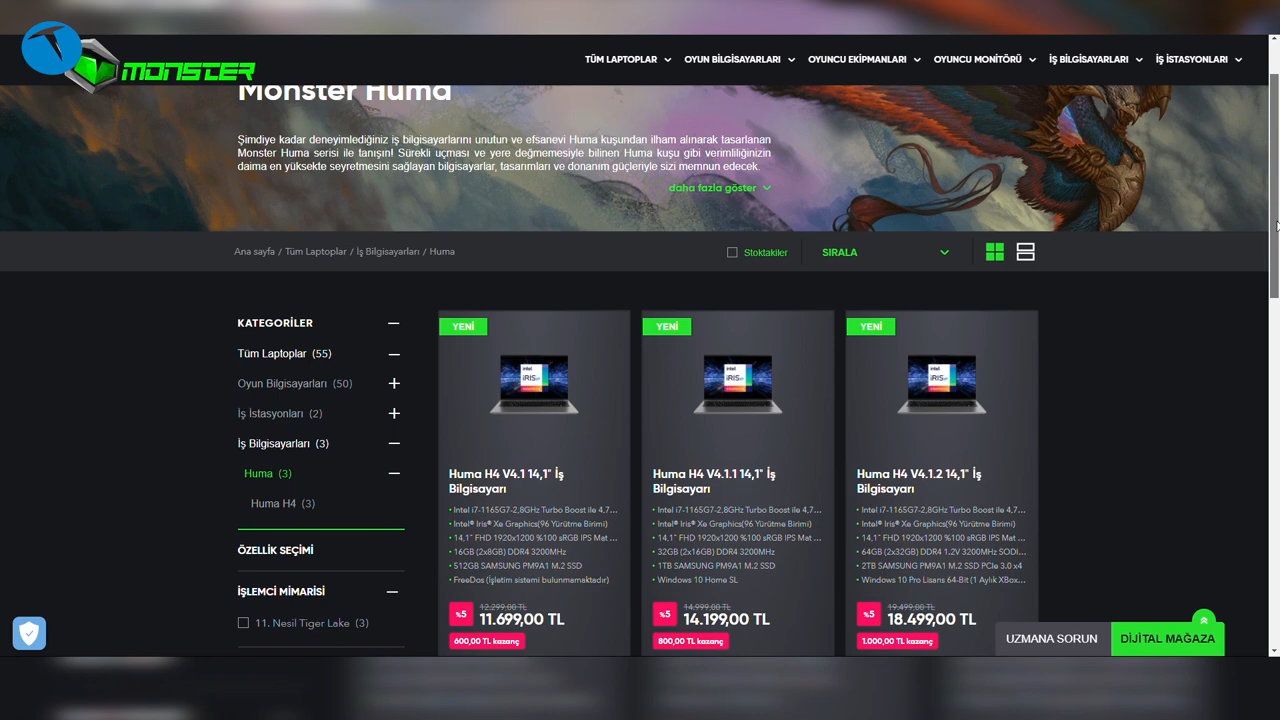 MONSTER
TÜM LAPTOPLAR
OYUN BİLGİSAYARLARI
OYUNCU EKİPMANLARI
OYUNCU MONİTÖRÜ
İŞ BİLGİSAYARLARI
İŞ İSTASYONLARI
Monster Huma
Şimdiye kadar deneyimlediğiniz iş bilgisayarlarını unutun ve efsanevi Huma kuşundan ilham alınarak tasarlanan
Monster Huma serisi ile tanışın! Sürekli uçması ve yere değmemesiyle bilinen Huma kuşu gibi verimliliğinizin
daima en yüksekte seyretmesini sağlayan bilgisayarlar, tasarımları ve donanım güçleriyle sizi memnun edecek.
daha fazla göster
Ana sayfa / Tüm Laptoplar / İş Bilgisayarları / Huma
Stoktakiler
SIRALA
KATEGORİLER
Tüm Laptoplar (55)
Oyun Bilgisayarları (50)
İş İstasyonları (2)
İş Bilgisayarları (3)
Huma (3)
Huma H4 (3)
ÖZELLİK SEÇİMİ
İŞLEMCİ MİMARİSİ
11. Nesil Tiger Lake (3)
YENİ
intel
iRIS xe
Huma H4 V4.1 14,1" İş
Bilgisayarı
• Intel i7-1165G7-2,8GHz Turbo Boost ile 4,7...
• Intel® Iris® Xe Graphics(96 Yürütme Birimi)
• 14,1" FHD 1920x1200 %100 sRGB IPS Mat ...
• 16GB (2x8GB) DDR4 3200MHz
• 512GB SAMSUNG PM9A1 M.2 SSD
• FreeDos (İşletim sistemi bulunmamaktadır)
%5
12.299,00 TL
11.699,00 TL
600,00 TL kazanç
YENİ
intel
iRIS xe
Huma H4 V4.1.1 14,1" İş
Bilgisayarı
• Intel i7-1165G7-2,8GHz Turbo Boost ile 4,7...
• Intel® Iris® Xe Graphics(96 Yürütme Birimi)
• 14,1" FHD 1920x1200 %100 sRGB IPS Mat ...
• 32GB (2x16GB) DDR4 3200MHz
• 1TB SAMSUNG PM9A1 M.2 SSD
• Windows 10 Home SL
%5
14.999,00 TL
14.199,00 TL
800,00 TL kazanç
YENİ
intel
iRIS xe
Huma H4 V4.1.2 14,1" İş
Bilgisayarı
• Intel i7-1165G7-2,8GHz Turbo Boost ile 4,7...
• Intel® Iris® Xe Graphics(96 Yürütme Birimi)
• 14,1" FHD 1920x1200 %100 sRGB IPS Mat ...
• 64GB (2x32GB) DDR4 1.2V 3200MHz SODI...
• 2TB SAMSUNG PM9A1 M.2 SSD PCIe 3.0 x4
• Windows 10 Pro Lisans 64-Bit (1 Aylık XBox...
%5
19.499,00 TL
18.499,00 TL
1.000,00 TL kazanç
UZMANA SORUN
DİJİTAL MAĞAZA